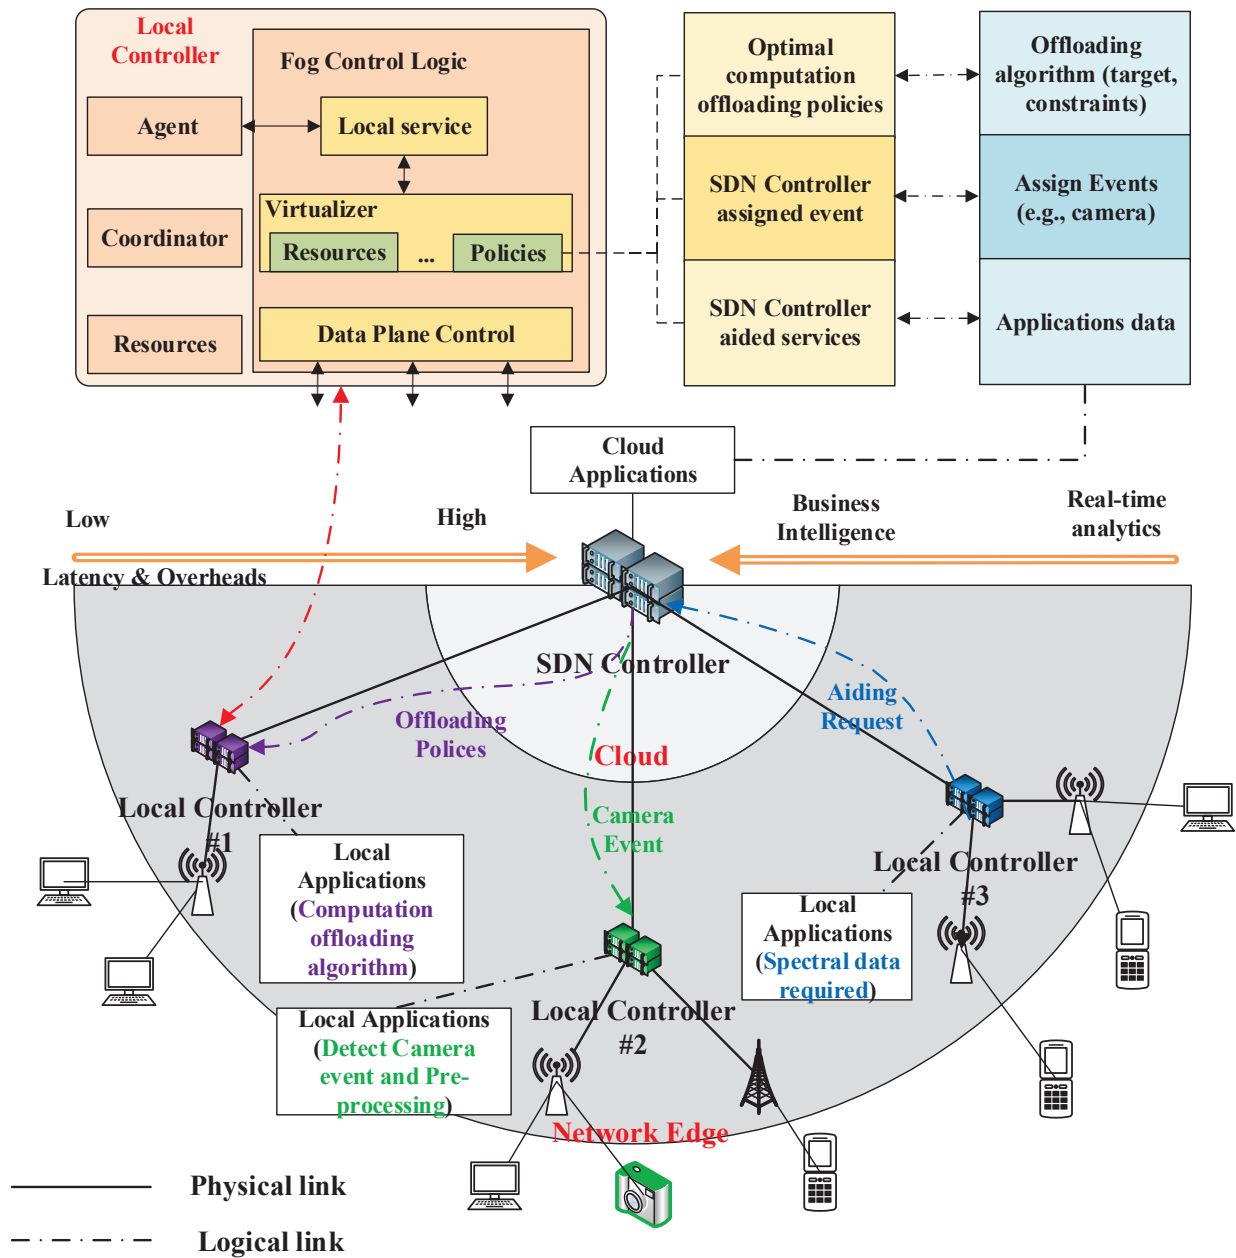 Local
Controller
Fog Control Logic
Agent
Local service
Coordinator
Virtualizer
Resources
...
Policies
Resources
Data Plane Control
Optimal
computation
offloading policies
SDN Controller
assigned event
SDN Controller
aided services
Offloading
algorithm (target,
constraints)
Assign Events
(e.g., camera)
Applications data
Cloud
Applications
Low
High
Latency & Overheads
Business
Intelligence
Real-time
analytics
SDN Controller
Offloading
Polices
Cloud
Aiding
Request
Camera
Event
Local Controller
#1
Local
Applications
(Computation
offloading
algorithm)
Local Controller
#3
Local
Applications
(Spectral data
required)
Local Controller
#2
Local Applications
(Detect Camera
event and Pre-
processing)
Network Edge
Physical link
Logical link